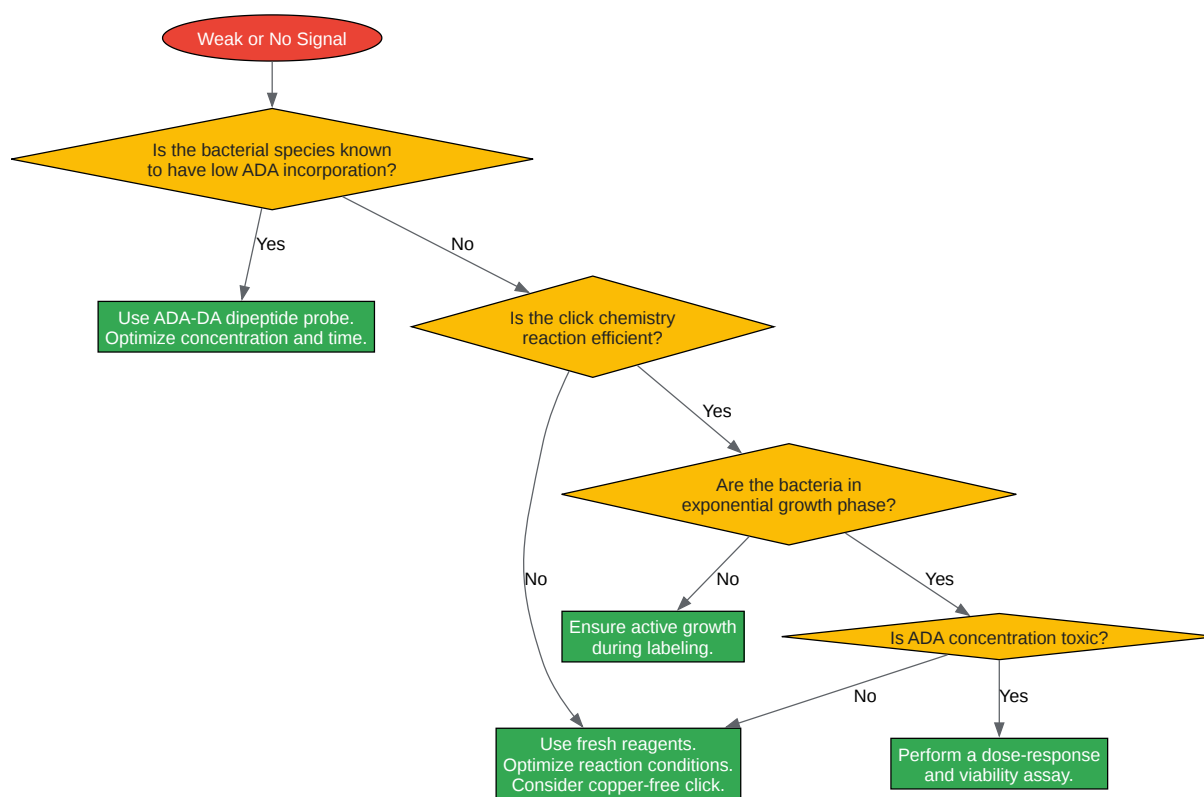 Weak or No Signal
Is the bacterial species known
to have low ADA incorporation?
Yes
No
Use ADA-DA dipeptide probe.
Optimize concentration and time.
Is the click chemistry
reaction efficient?
Yes
Are the bacteria in
exponential growth phase?
No
No
Yes
Ensure active growth
during labeling.
Is ADA concentration toxic?
No
Yes
Use fresh reagents.
Optimize reaction conditions.
Consider copper-free click.
Perform a dose-response
and viability assay.